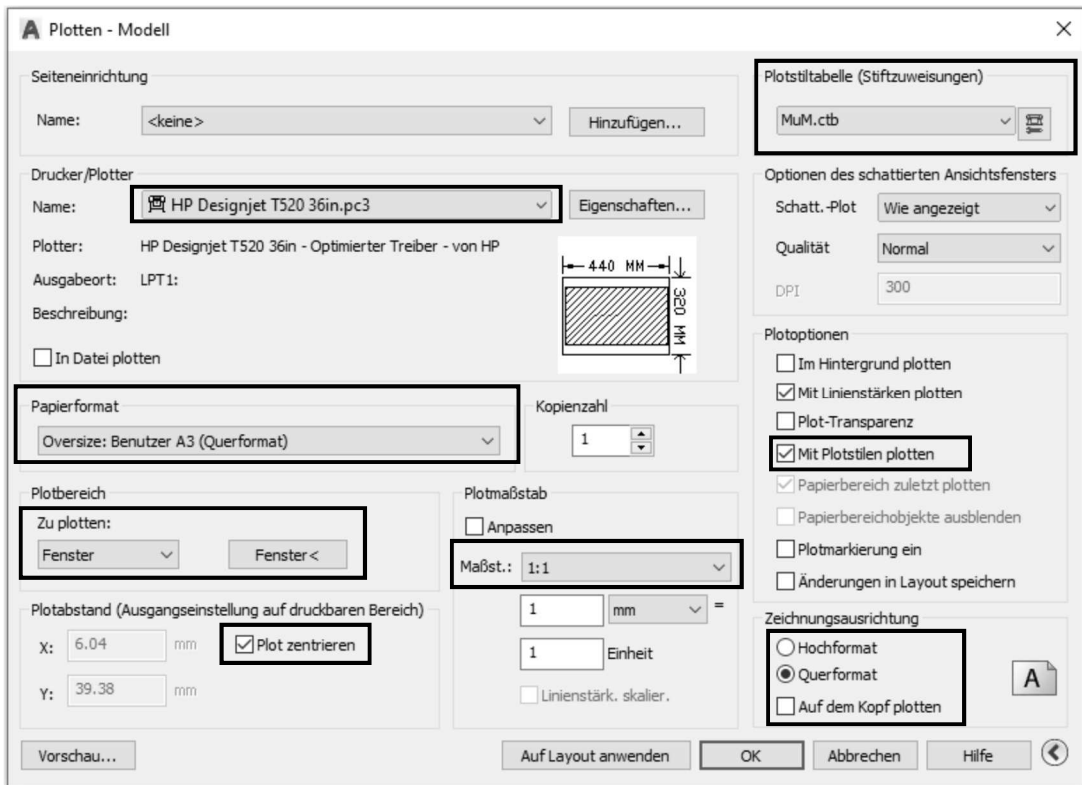 Plotten - Modell
Seiteneinrichtung
Name:
<keine>
Hinzufügen...
Plotstiltabelle (Stiftzuweisungen)
MuM.ctb
Drucker/Plotter
Name:
HP Designjet T520 36in.pc3
Eigenschaften...
Plotter:
HP Designjet T520 36in - Optimierter Treiber - von HP
Ausgabeort:
LPT1:
Beschreibung:
In Datei plotten
440 MM
320 MM
Optionen des schattierten Ansichtsfensters
Schatt.-Plot
Wie angezeigt
Qualität
Normal
DPI
300
Papierformat
Oversize: Benutzer A3 (Querformat)
Kopienzahl
1
Plotoptionen
Im Hintergrund plotten
Mit Linienstärken plotten
Plot-Transparenz
Mit Plotstilen plotten
Papierbereich zuletzt plotten
Papierbereichobjekte ausblenden
Plotmarkierung ein
Änderungen in Layout speichern
Plotbereich
Zu plotten:
Fenster
Fenster<
Plotmaßstab
Anpassen
Maßst.:
1:1
1
mm
=
1
Einheit
Linienstärk. skalier.
Plotabstand (Ausgangseinstellung auf druckbaren Bereich)
X:
6.04
mm
Plot zentrieren
Y:
39.38
mm
Zeichnungsausrichtung
Hochformat
Querformat
Auf dem Kopf plotten
A
Vorschau...
Auf Layout anwenden
OK
Abbrechen
Hilfe